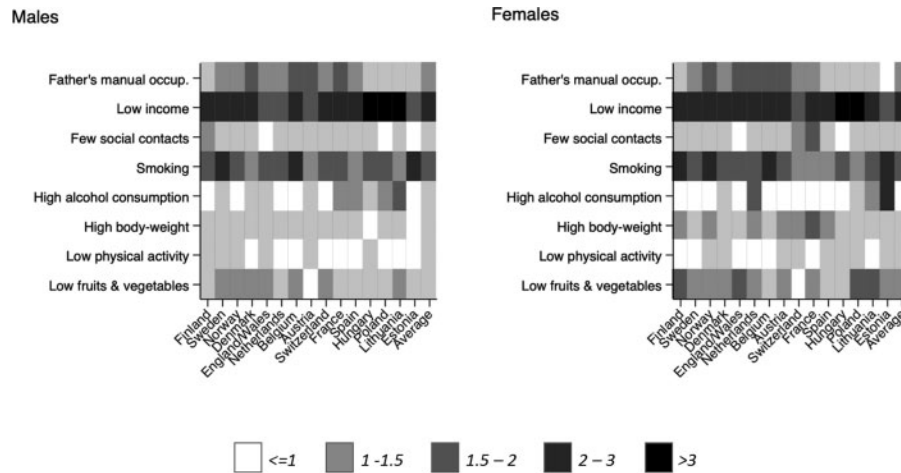 Males
Females
Father's manual occup.
Low income
Few social contacts
Smoking
High alcohol consumption
High body-weight
Low physical activity
Low fruits & vegetables
Finland
Sweden
Norway
Denmark
England/Wales
Netherlands
Belgium
Austria
Switzerland
France
Spain
Hungary
Poland
Lithuania
Estonia
Average
Father's manual occup.
Low income
Few social contacts
Smoking
High alcohol consumption
High body-weight
Low physical activity
Low fruits & vegetables
Finland
Sweden
Norway
Denmark
England/Wales
Netherlands
Belgium
Austria
Switzerland
France
Spain
Hungary
Poland
Lithuania
Estonia
Average
<=1
1 -1.5
1.5 – 2
2 – 3
>3